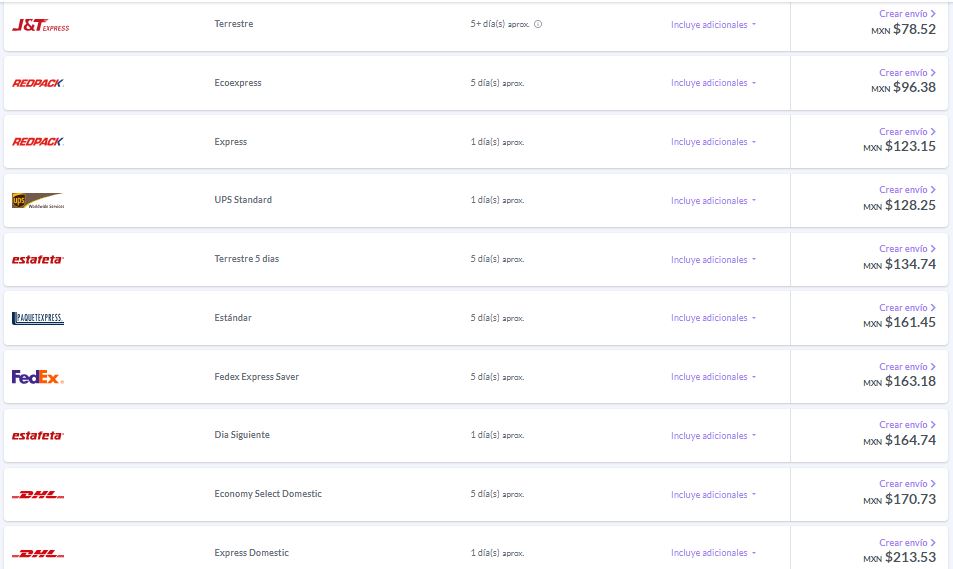 J&T EXPRESS Terrestre 5+ día(s) aprox. Incluye adicionales Crear envío
MXN $78.52
REDPACK Ecoexpress 5 día(s) aprox. Incluye adicionales Crear envío
MXN $96.38
REDPACK Express 1 día(s) aprox. Incluye adicionales Crear envío
MXN $123.15
ups Worldwide Services UPS Standard 1 día(s) aprox. Incluye adicionales Crear envío
MXN $128.25
estafeta Terrestre 5 dias 5 día(s) aprox. Incluye adicionales Crear envío
MXN $134.74
PAQUETEXPRESS Estándar 5 día(s) aprox. Incluye adicionales Crear envío
MXN $161.45
FedEx Fedex Express Saver 5 día(s) aprox. Incluye adicionales Crear envío
MXN $163.18
estafeta Dia Siguiente 1 día(s) aprox. Incluye adicionales Crear envío
MXN $164.74
DHL Economy Select Domestic 5 día(s) aprox. Incluye adicionales Crear envío
MXN $170.73
DHL Express Domestic 1 día(s) aprox. Incluye adicionales Crear envío
MXN $213.53